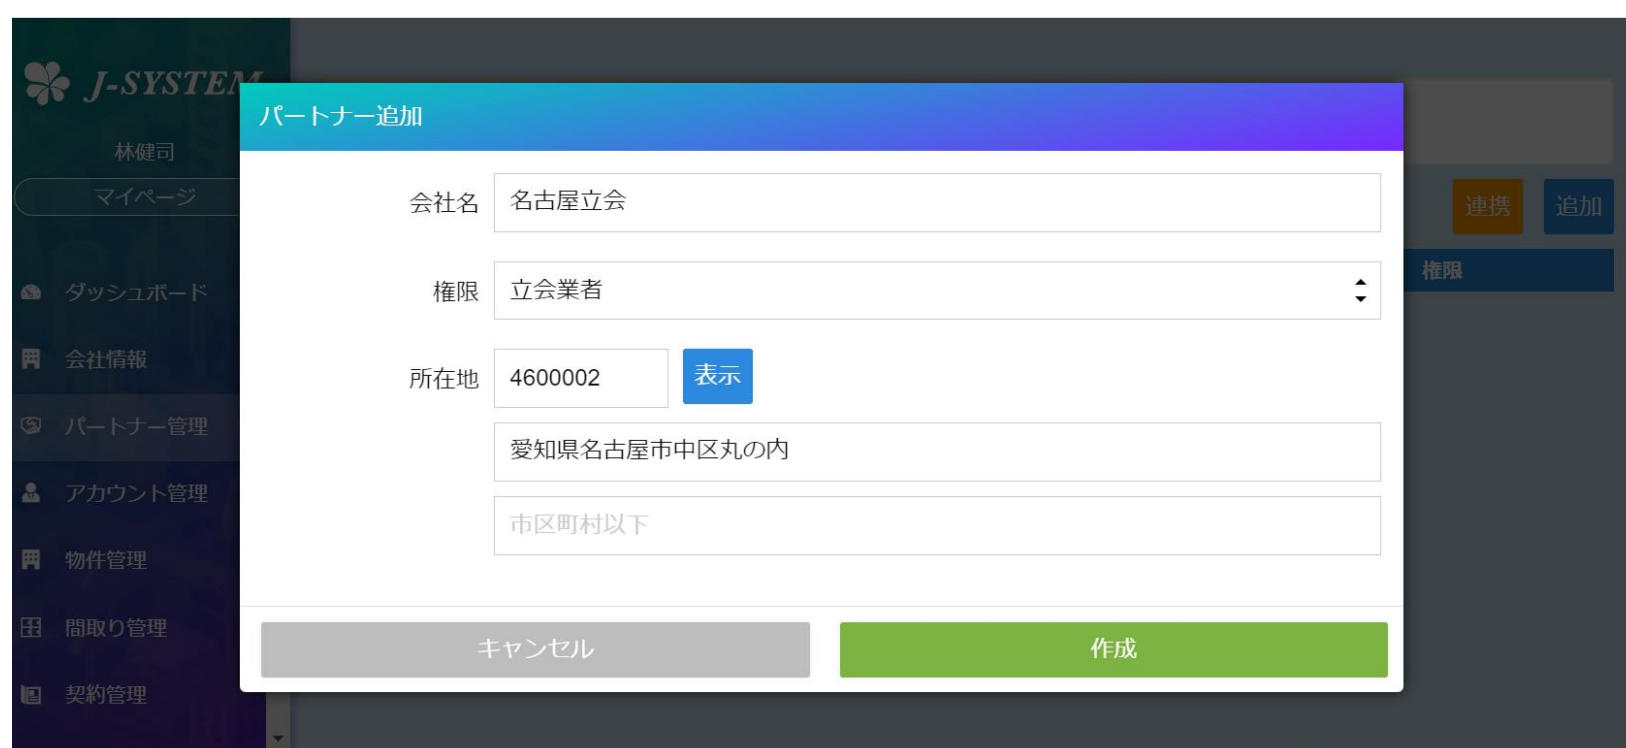 J-SYSTEM
林健司
マイページ
ダッシュボード
会社情報
パートナー管理
アカウント管理
物件管理
間取り管理
契約管理
パートナー追加
会社名 名古屋立会
権限 立会業者
所在地 4600002 表示
愛知県名古屋市中区丸の内
市区町村以下
キャンセル 作成
連携 追加
権限